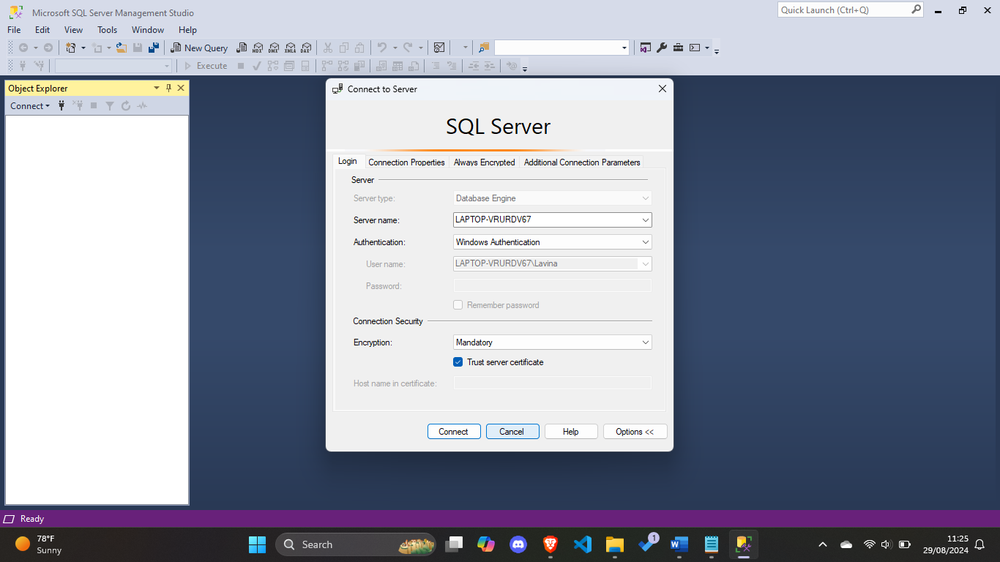 Microsoft SQL Server Management Studio
Quick Launch (Ctrl+Q)
File Edit View Tools Window Help
New Query MDX DMX XMLA DAX
Execute
Object Explorer
Connect
Connect to Server
SQL Server
Login Connection Properties Always Encrypted Additional Connection Parameters
Server
Server type: Database Engine
Server name: LAPTOP-VRURDV67
Authentication: Windows Authentication
User name: LAPTOP-VRURDV67\Lavina
Password:
Remember password
Connection Security
Encryption: Mandatory
Trust server certificate
Host name in certificate:
Connect Cancel Help Options <<
Ready
78°F
Sunny
Search
1
11:25
29/08/2024